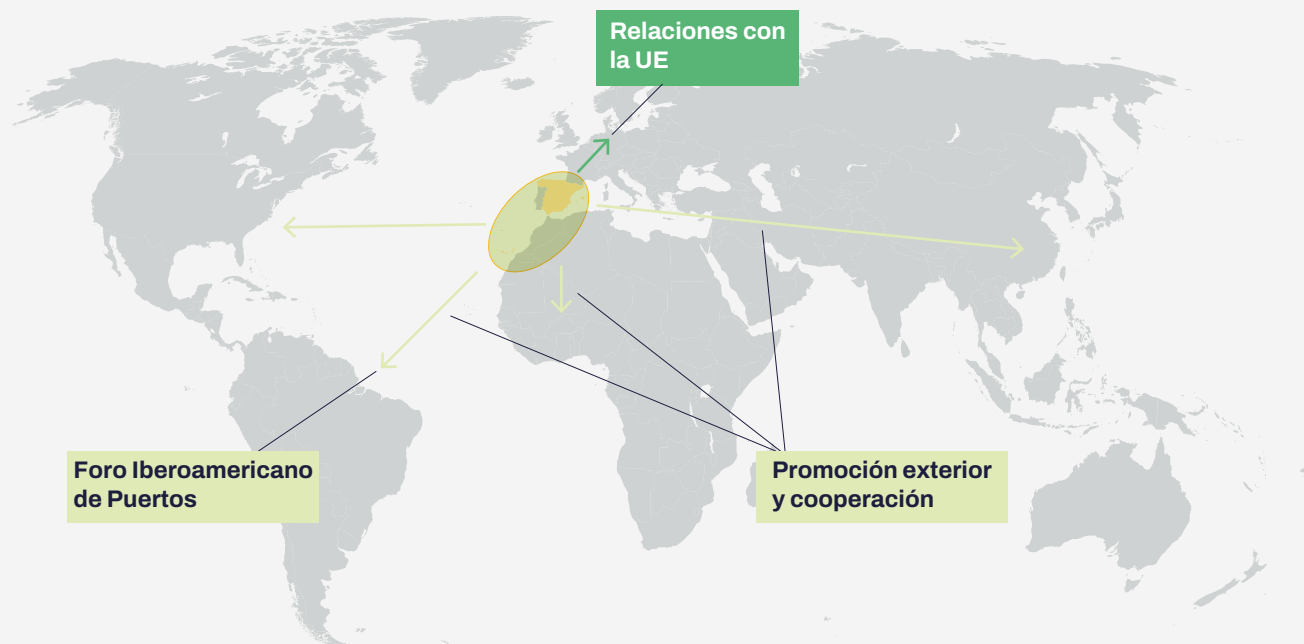 Relaciones con
la UE
Foro Iberoamericano
de Puertos
Promoción exterior
y cooperación